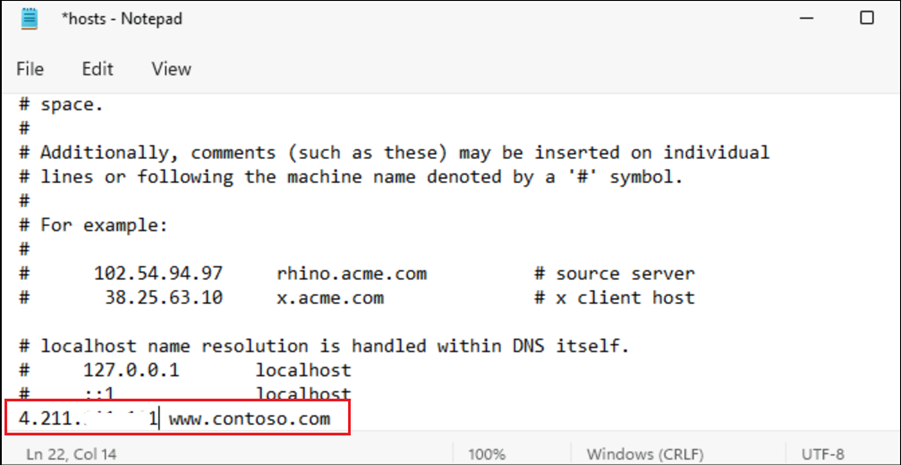 *hosts - Notepad
File Edit View
# space.
#
# Additionally, comments (such as these) may be inserted on individual
# lines or following the machine name denoted by a '#' symbol.
#
# For example:
#
#      102.54.94.97     rhino.acme.com          # source server
#       38.25.63.10     x.acme.com              # x client host

# localhost name resolution is handled within DNS itself.
#     127.0.0.1       localhost
#     ::1             localhost
4.211. www.contoso.com
Ln 22, Col 14 100% Windows (CRLF) UTF-8